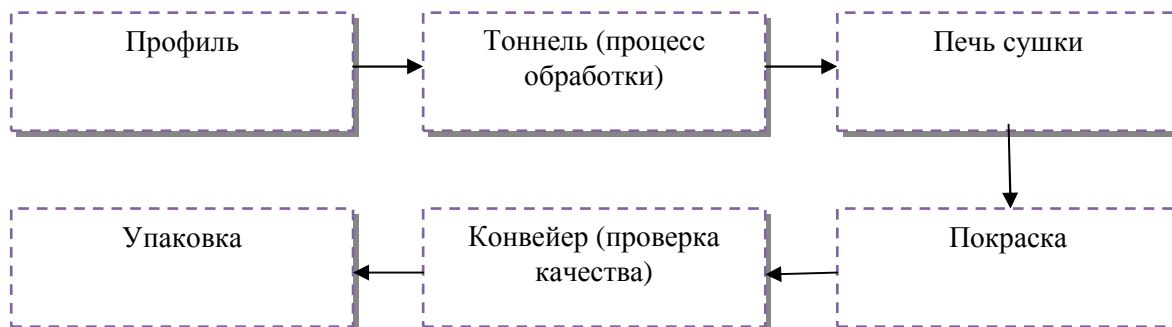 Профиль
Тоннель (процесс
обработки)
Печь сушки
Упаковка
Конвейер (проверка
качества)
Покраска